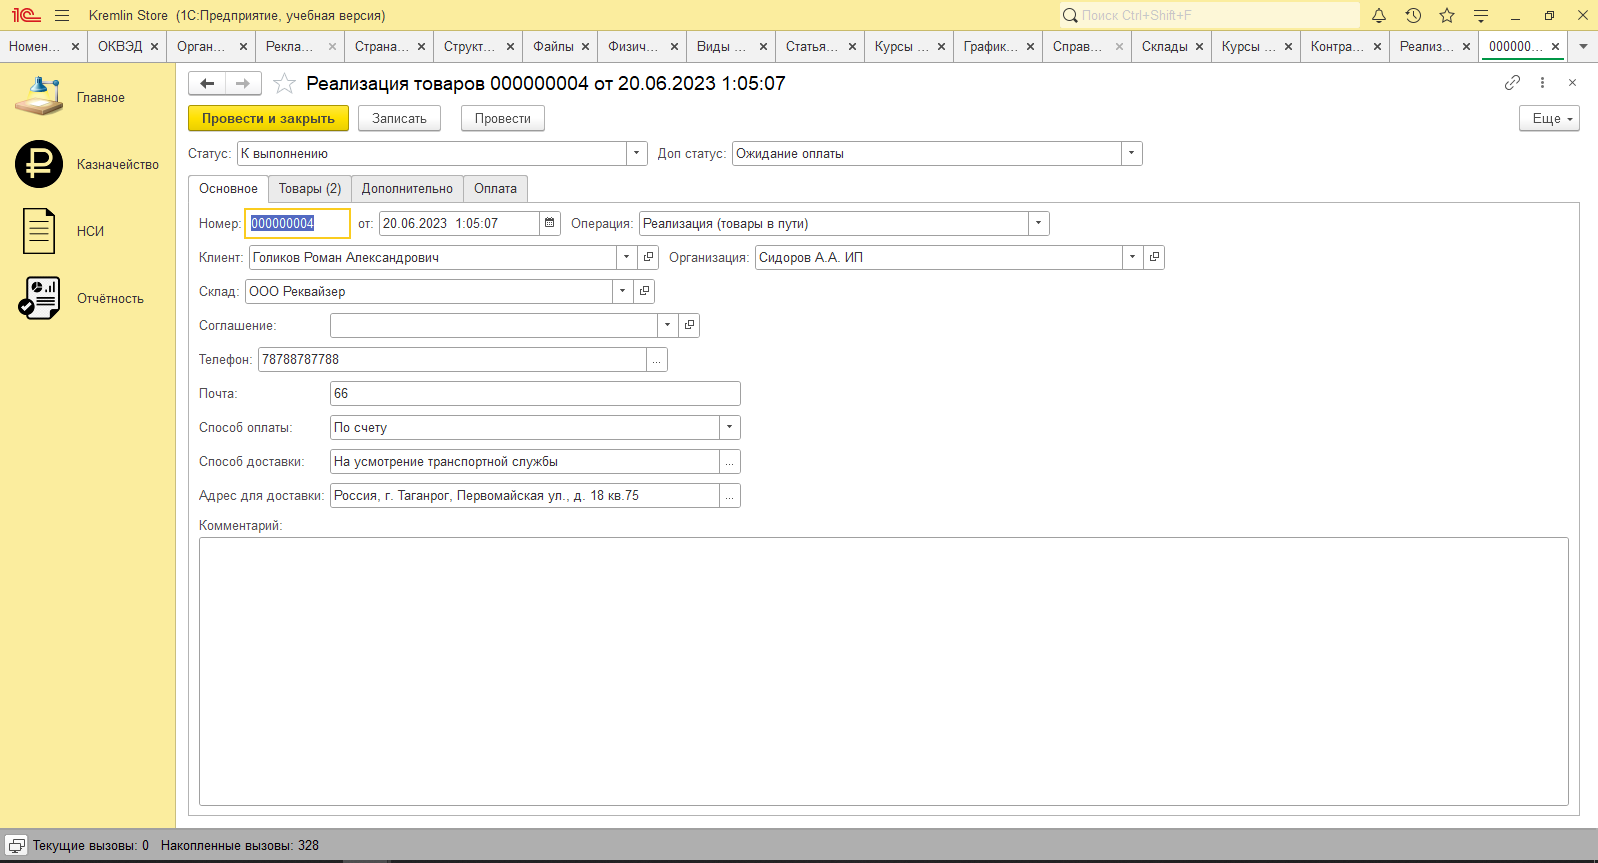 Kremlin Store (1С:Предприятие, учебная версия)
Поиск Ctrl+Shift+F
Номен... ОКВЭД Орган... Рекла... Страна... Структ... Файлы Физич... Виды ... Статья... Курсы ... График... Справ... Склады Курсы ... Контра... Реализ... 000000...
Главное
Казначейство
НСИ
Отчётность
Реализация товаров 000000004 от 20.06.2023 1:05:07
Провести и закрыть Записать Провести Еще
Статус: К выполнению Доп статус: Ожидание оплаты
Основное Товары (2) Дополнительно Оплата
Номер: 000000004 от: 20.06.2023 1:05:07 Операция: Реализация (товары в пути)
Клиент: Голиков Роман Александрович Организация: Сидоров А.А. ИП
Склад: ООО Реквайзер
Соглашение:
Телефон: 78788787788 ...
Почта: 66
Способ оплаты: По счету
Способ доставки: На усмотрение транспортной службы ...
Адрес для доставки: Россия, г. Таганрог, Первомайская ул., д. 18 кв.75 ...
Комментарий:
Текущие вызовы: 0 Накопленные вызовы: 328